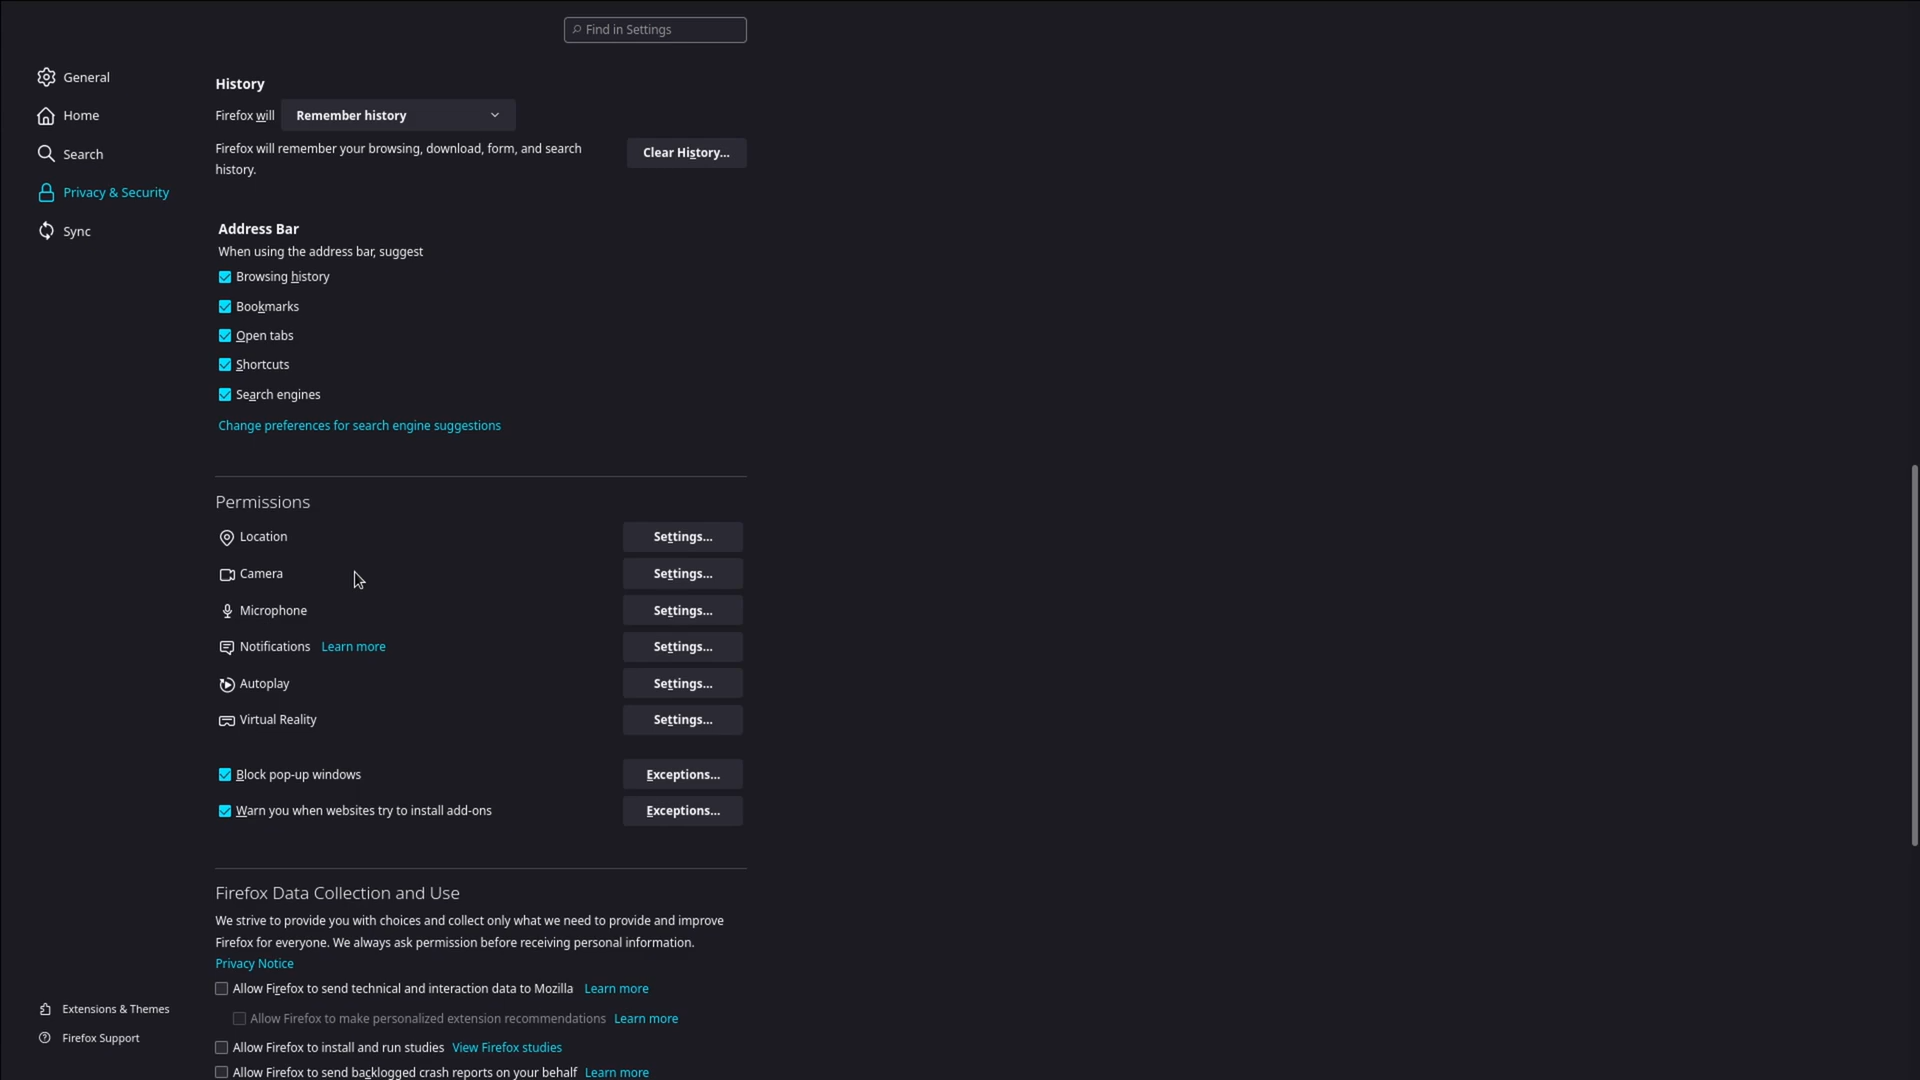 Find in Settings
General
Home
Search
Privacy & Security
Sync
History
Firefox will Remember history
Firefox will remember your browsing, download, form, and search
history.
Clear History...
Address Bar
When using the address bar, suggest
Browsing history
Bookmarks
Open tabs
Shortcuts
Search engines
Change preferences for search engine suggestions
Permissions
Location Settings...
Camera Settings...
Microphone Settings...
Notifications Learn more Settings...
Autoplay Settings...
Virtual Reality Settings...
Block pop-up windows Exceptions...
Warn you when websites try to install add-ons Exceptions...
Firefox Data Collection and Use
We strive to provide you with choices and collect only what we need to provide and improve
Firefox for everyone. We always ask permission before receiving personal information.
Privacy Notice
Allow Firefox to send technical and interaction data to Mozilla Learn more
Allow Firefox to make personalized extension recommendations Learn more
Allow Firefox to install and run studies View Firefox studies
Allow Firefox to send backlogged crash reports on your behalf Learn more
Extensions & Themes
Firefox Support